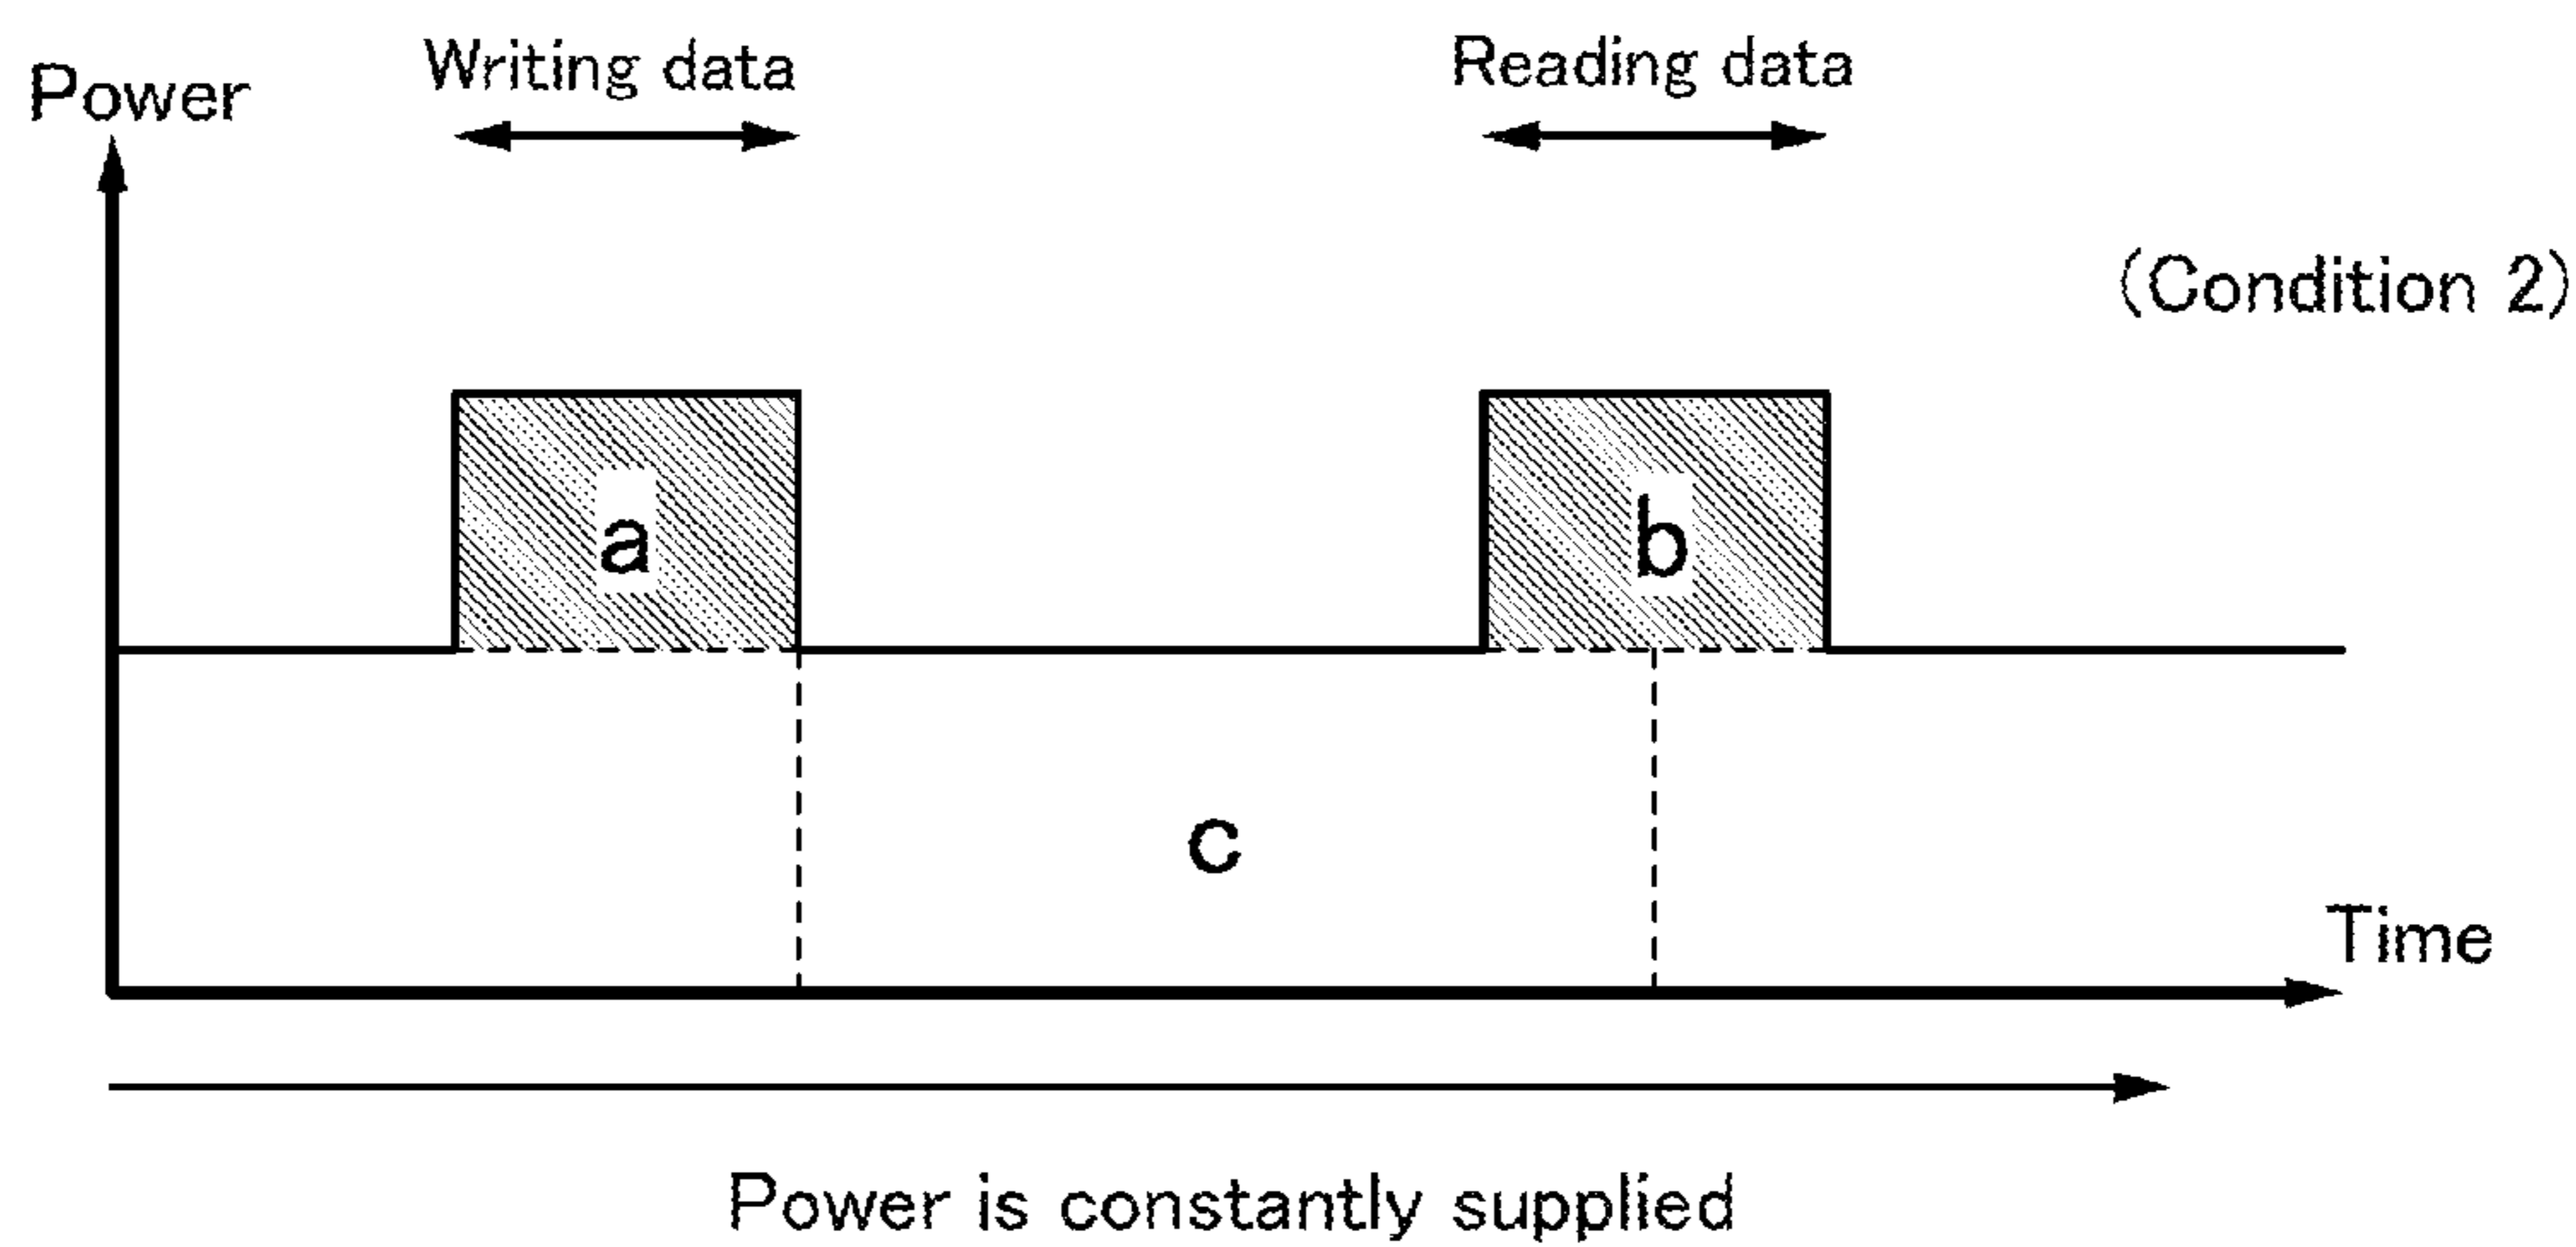 Power
Writing data
Reading data
(Condition 2)
a
b
c
Time
Power is constantly supplied